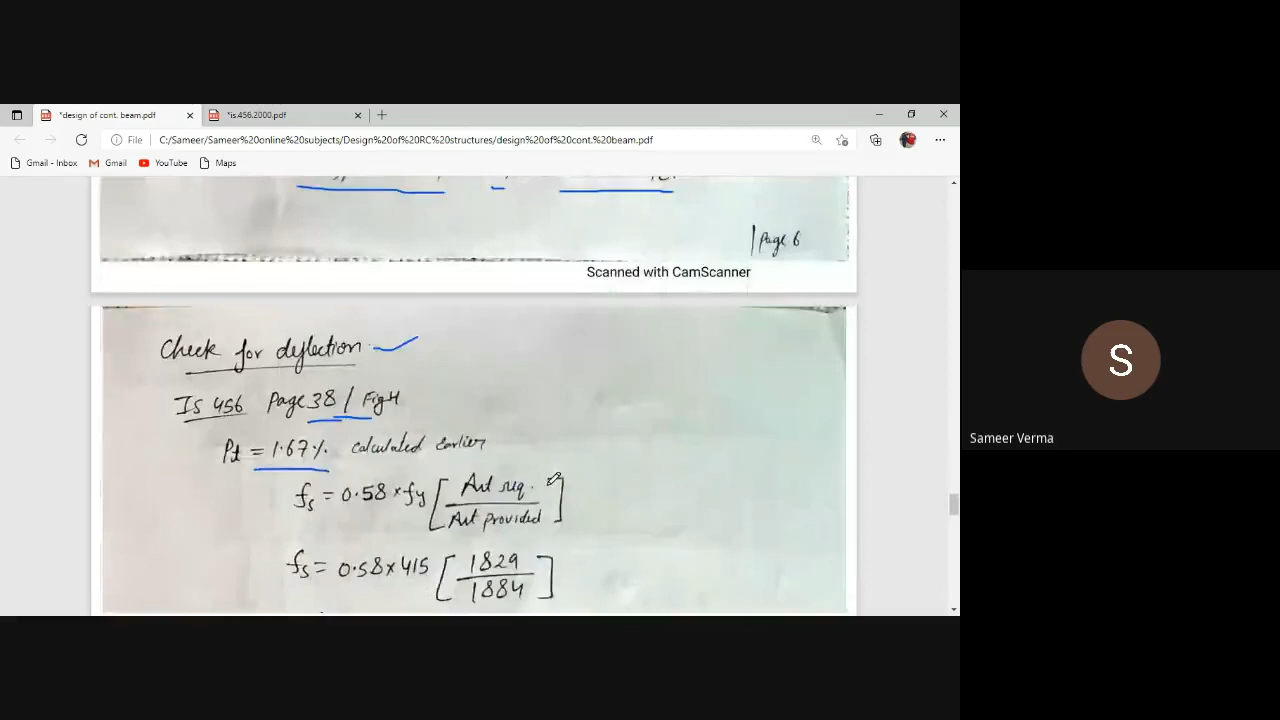 *design of cont. beam.pdf
*is.456.2000.pdf
File
C:/Sameer/Sameer%20online%20subjects/Design%20of%20RC%20structures/design%20of%20cont.%20beam.pdf
Gmail - Inbox
Gmail
YouTube
Maps
Page 6
Scanned with CamScanner
Check for deflection
Is 456 Page 38 / Fig 4
Pt = 1.67%. Calculated Earlier
fs = 0.58 × fy [ Ast req. / Ast provided ]
fs = 0.58 × 415 [ 1829 / 1884 ]
S
Sameer Verma